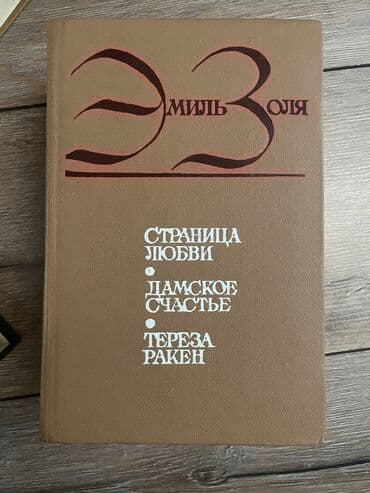 Эмиль Золя
СТРАНИЦА
ЛЮБВИ
•
ДАМСКОЕ
СЧАСТЬЕ
•
ТЕРЕЗА
РАКЕН